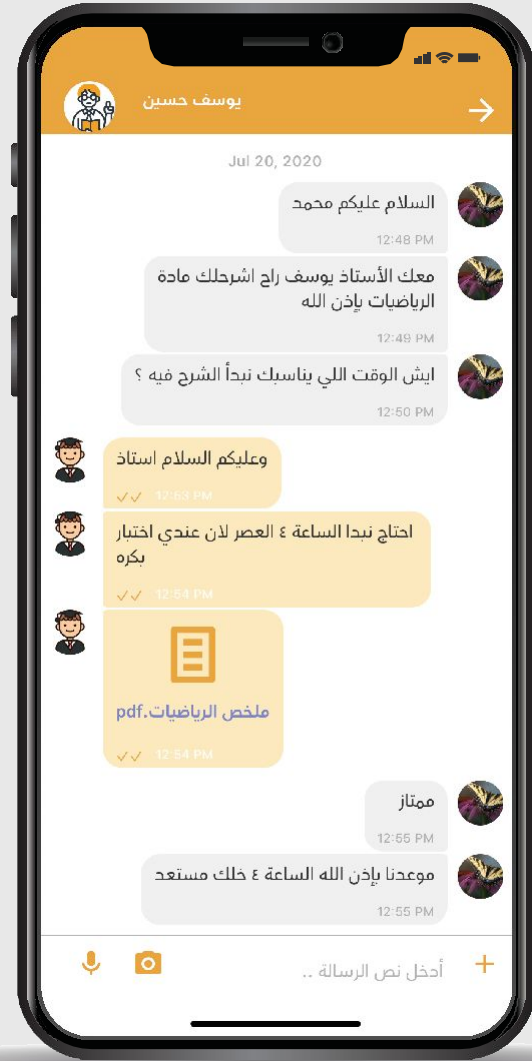 يوسف حسين
Jul 20, 2020
السلام عليكم محمد
12:48 PM
معك الأستاذ يوسف راح اشرحلك مادة
الرياضيات بإذن الله
12:49 PM
ايش الوقت اللي يناسبك نبدأ الشرح فيه ؟
12:50 PM
وعليكم السلام استاذ
12:53 PM
احتاج نبدا الساعة ٤ العصر لان عندي اختبار
بكره
12:54 PM
ملخص الرياضيات.pdf
12:54 PM
ممتاز
12:55 PM
موعدنا بإذن الله الساعة ٤ خلك مستعد
12:55 PM
أدخل نص الرسالة ..